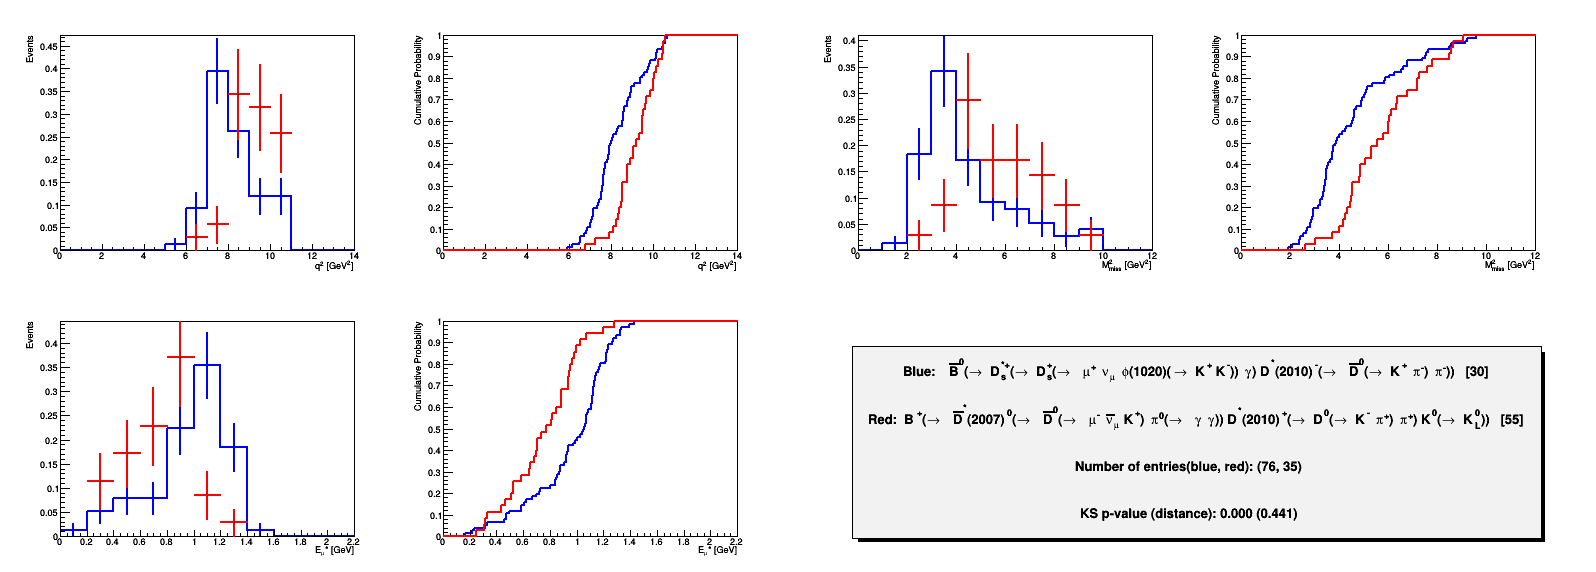 Events
0.45
0.4
0.35
0.3
0.25
0.2
0.15
0.1
0.05
0
0 2 4 6 8 10 12 14
q² [GeV²]
Cumulative Probability
1
0.9
0.8
0.7
0.6
0.5
0.4
0.3
0.2
0.1
0
0 2 4 6 8 10 12 14
q² [GeV²]
Events
0.4
0.35
0.3
0.25
0.2
0.15
0.1
0.05
0
0 2 4 6 8 10 12
M²miss [GeV²]
Cumulative Probability
1
0.9
0.8
0.7
0.6
0.5
0.4
0.3
0.2
0.1
0
0 2 4 6 8 10 12
M²miss [GeV²]
Events
0.4
0.35
0.3
0.25
0.2
0.15
0.1
0.05
0
0 0.2 0.4 0.6 0.8 1 1.2 1.4 1.6 1.8 2 2.2
Eμ* [GeV]
Cumulative Probability
1
0.9
0.8
0.7
0.6
0.5
0.4
0.3
0.2
0.1
0 0.2 0.4 0.6 0.8 1 1.2 1.4 1.6 1.8 2 2.2
Eμ* [GeV]
Blue: B̅⁰(→ Dₛ*⁺(→ Dₛ⁺(→ μ⁺ νμ ϕ(1020)(→ K⁺ K⁻)) γ) D*(2010)⁻(→ D̅⁰(→ K⁺ π⁻) π⁻)) [30]
Red: B⁺(→ D̅*(2007)⁰(→ D̅⁰(→ μ⁻ ν̅μ K⁺) π⁰(→ γ γ)) D*(2010)⁺(→ D⁰(→ K⁻ π⁺) π⁺) K⁰(→ K⁰L)) [55]
Number of entries(blue, red): (76, 35)
KS p-value (distance): 0.000 (0.441)